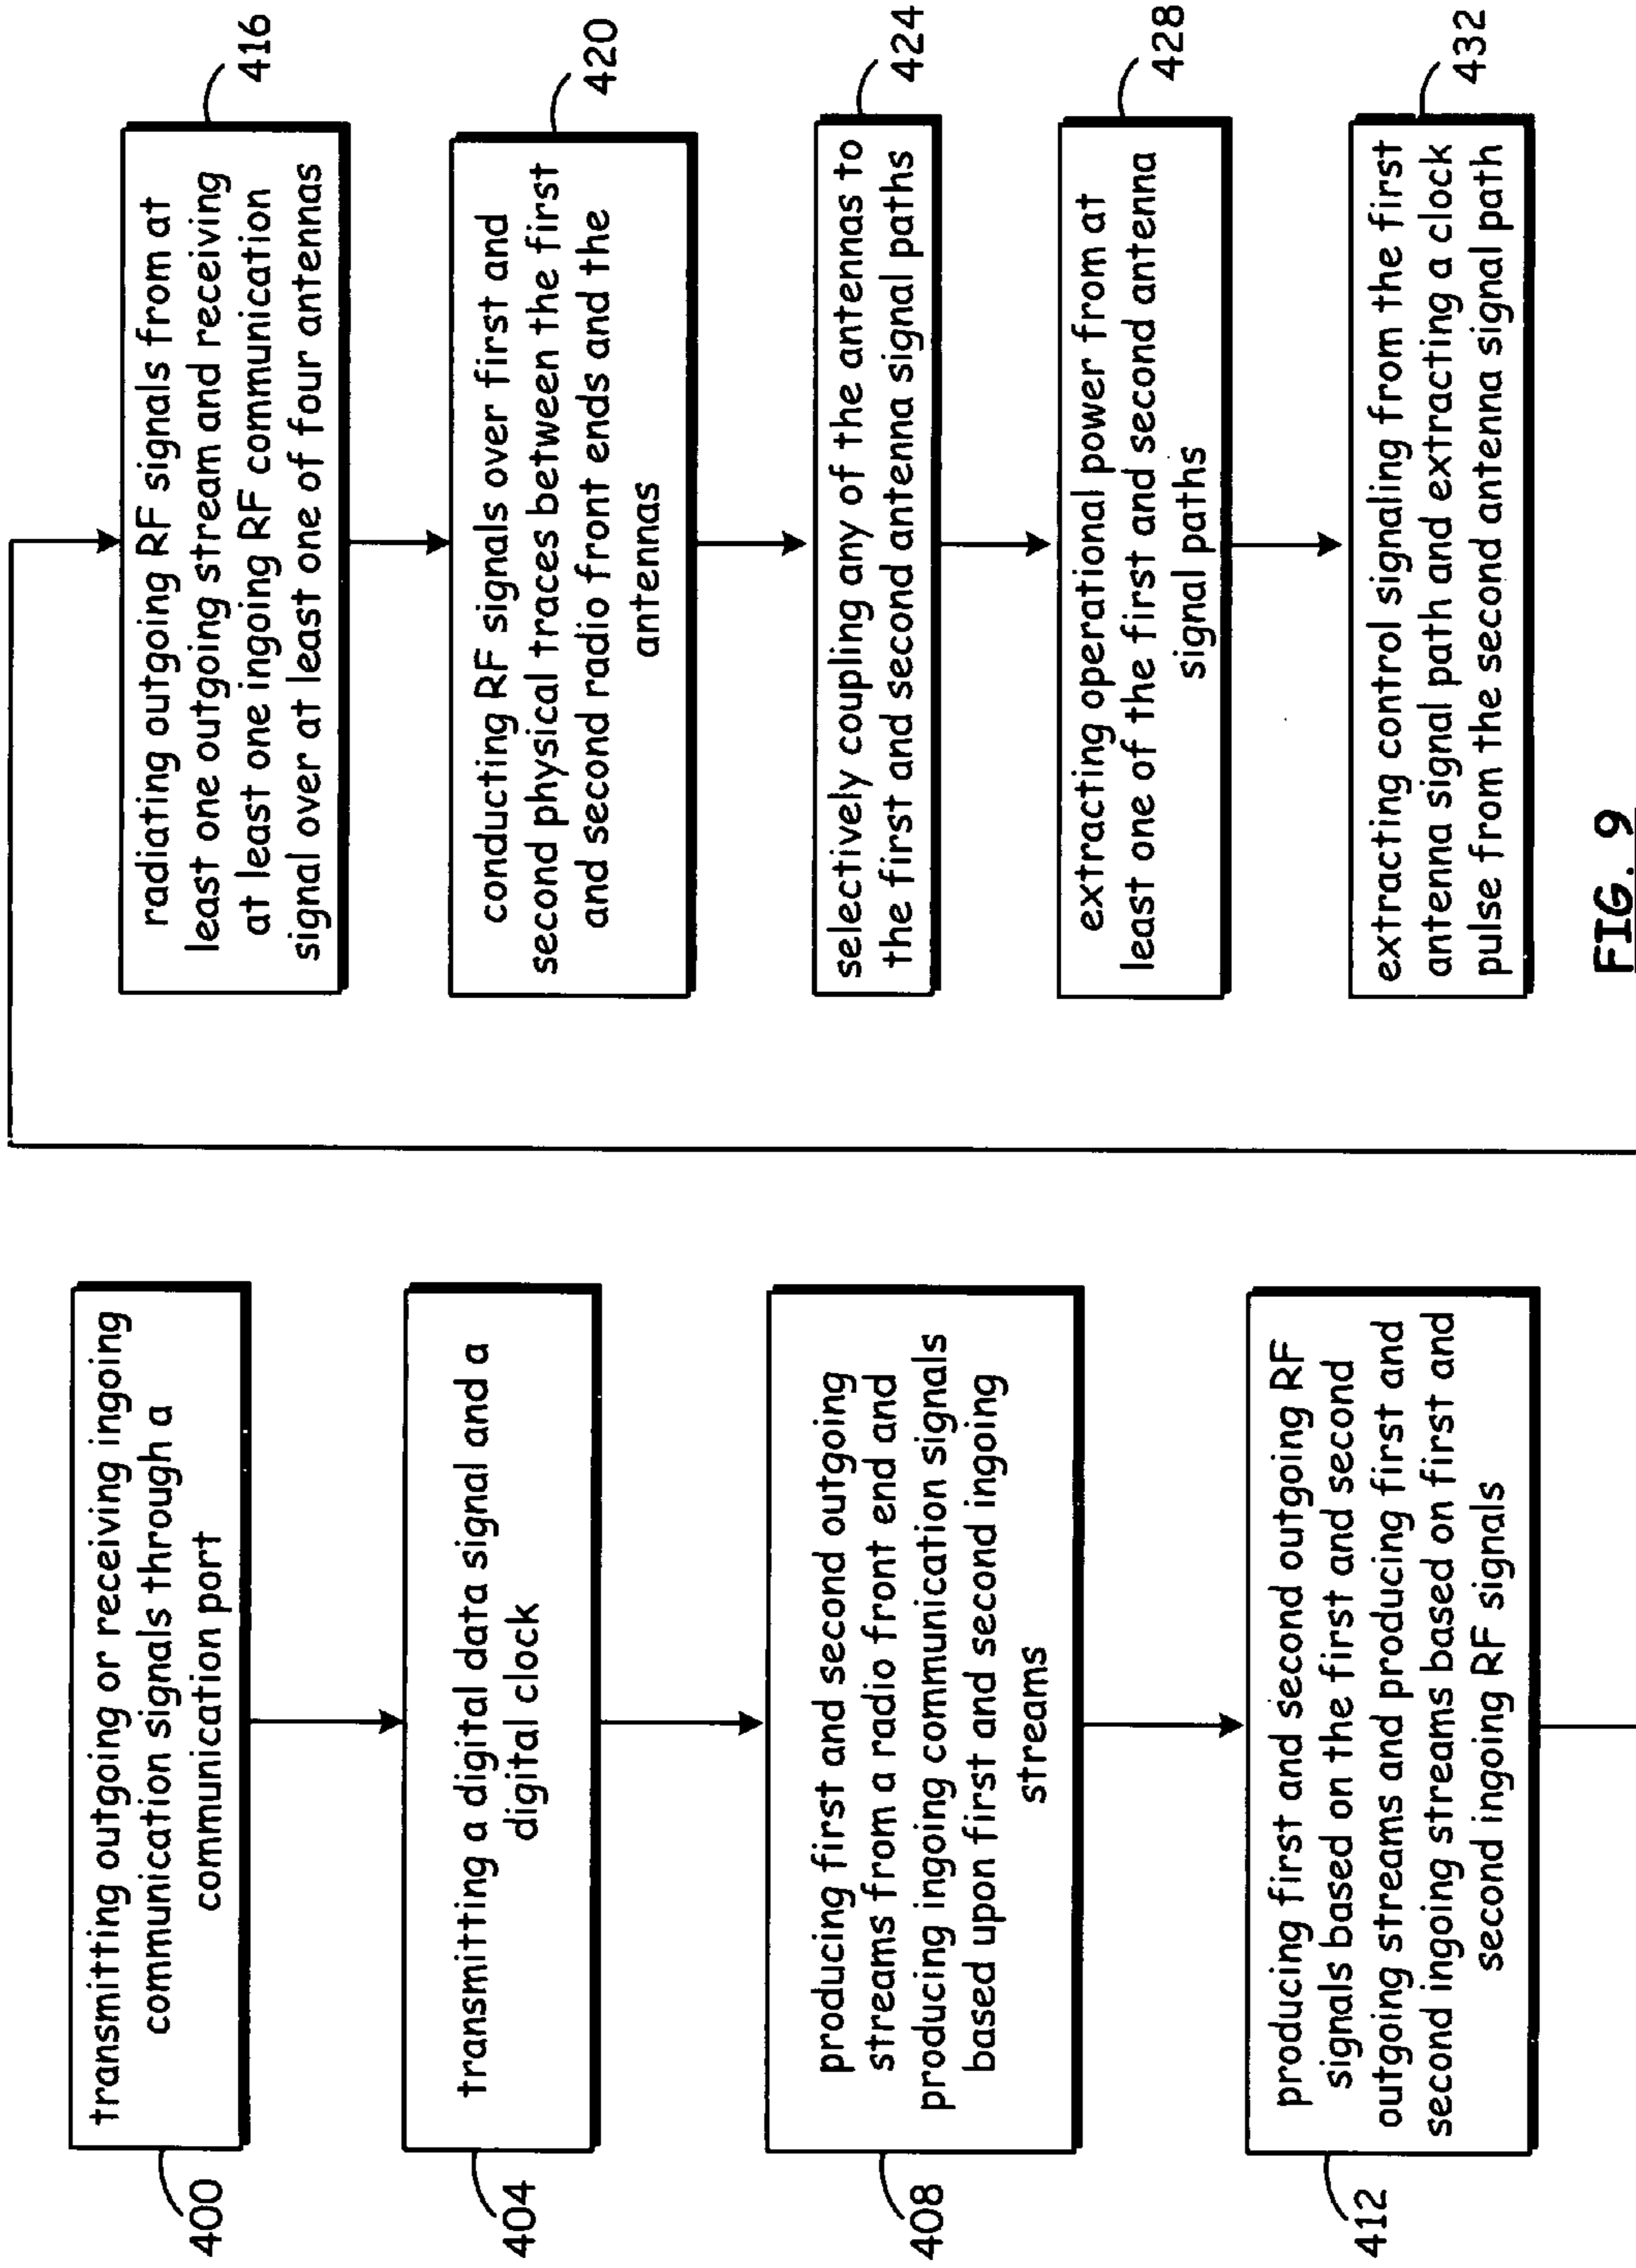 transmitting outgoing or receiving ingoing
communication signals through a
communication port
400
transmitting a digital data signal and a
digital clock
404
producing first and second outgoing
streams from a radio front end and
producing ingoing communication signals
based upon first and second ingoing
streams
408
producing first and second outgoing RF
signals based on the first and second
outgoing streams and producing first and
second ingoing streams based on first and
second ingoing RF signals
412
radiating outgoing RF signals from at
least one outgoing stream and receiving
at least one ingoing RF communication
signal over at least one of four antennas
416
conducting RF signals over first and
second physical traces between the first
and second radio front ends and the
antennas
420
selectively coupling any of the antennas to
the first and second antenna signal paths
424
extracting operational power from at
least one of the first and second antenna
signal paths
428
extracting control signaling from the first
antenna signal path and extracting a clock
pulse from the second antenna signal path
432
FIG. 9